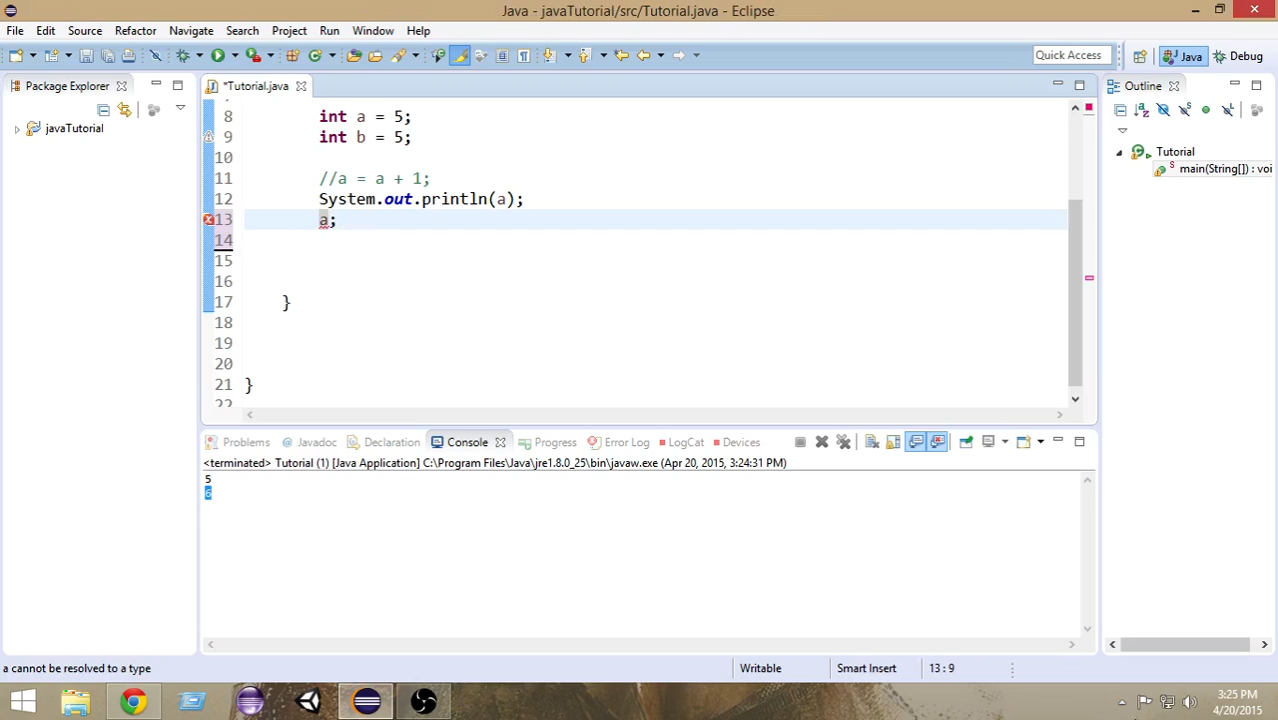 Java - javaTutorial/src/Tutorial.java - Eclipse
File Edit Source Refactor Navigate Search Project Run Window Help
Quick Access
Java
Debug
Package Explorer
*Tutorial.java
Outline
javaTutorial
8 int a = 5;
9 int b = 5;
10
11 //a = a + 1;
12 System.out.println(a);
13 a;
14
15
16
17 }
18
19
20
21 }
22
Tutorial
main(String[]) : voi
Problems Javadoc Declaration Console Progress Error Log LogCat Devices
<terminated> Tutorial (1) [Java Application] C:\Program Files\Java\jre1.8.0_25\bin\javaw.exe (Apr 20, 2015, 3:24:31 PM)
5
6
a cannot be resolved to a type
Writable
Smart Insert
13 : 9
3:25 PM
4/20/2015